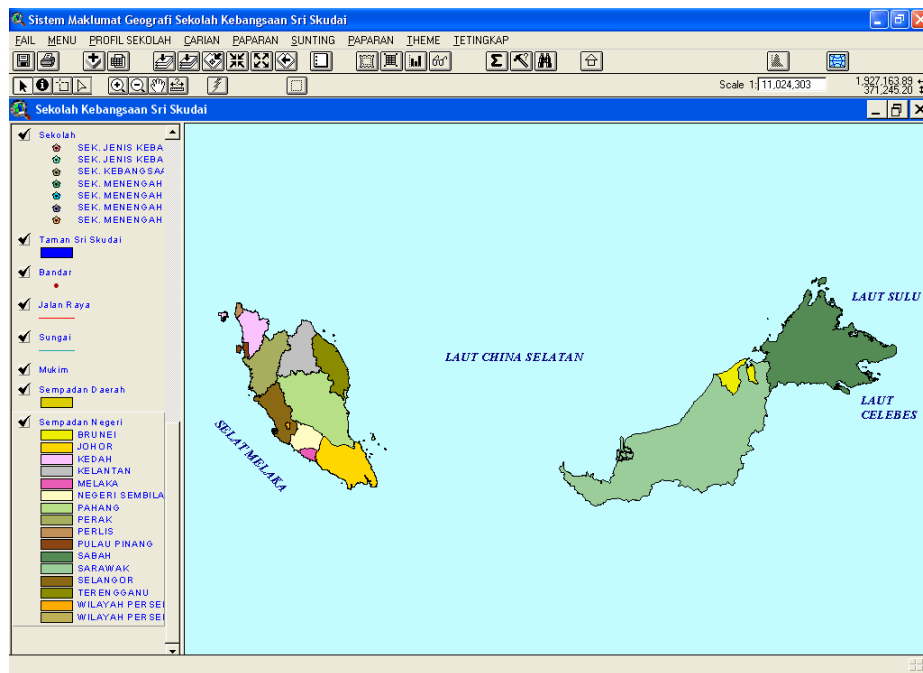 Sistem Maklumat Geografi Sekolah Kebangsaan Sri Skudai
FAIL MENU PROFIL SEKOLAH CARIAN PAPARAN SUNTING PAPARAN THEME TETINGKAP
Scale 1: 11,024,303
1,927,163.89
371,245.20
Sekolah Kebangsaan Sri Skudai
Sekolah
SEK. JENIS KEBA
SEK. JENIS KEBA
SEK. KEBANGSAA
SEK. MENENGAH
SEK. MENENGAH
SEK. MENENGAH
SEK. MENENGAH
Taman Sri Skudai
Bandar
Jalan Raya
Sungai
Mukim
Sempadan Daerah
Sempadan Negeri
BRUNEI
JOHOR
KEDAH
KELANTAN
MELAKA
NEGERI SEMBILA
PAHANG
PERAK
PERLIS
PULAU PINANG
SABAH
SARAWAK
SELANGOR
TERENGGANU
WILAYAH PERSE
WILAYAH PERSE
LAUT SULU
LAUT CHINA SELATAN
LAUT
CELEBES
SELAT MELAKA